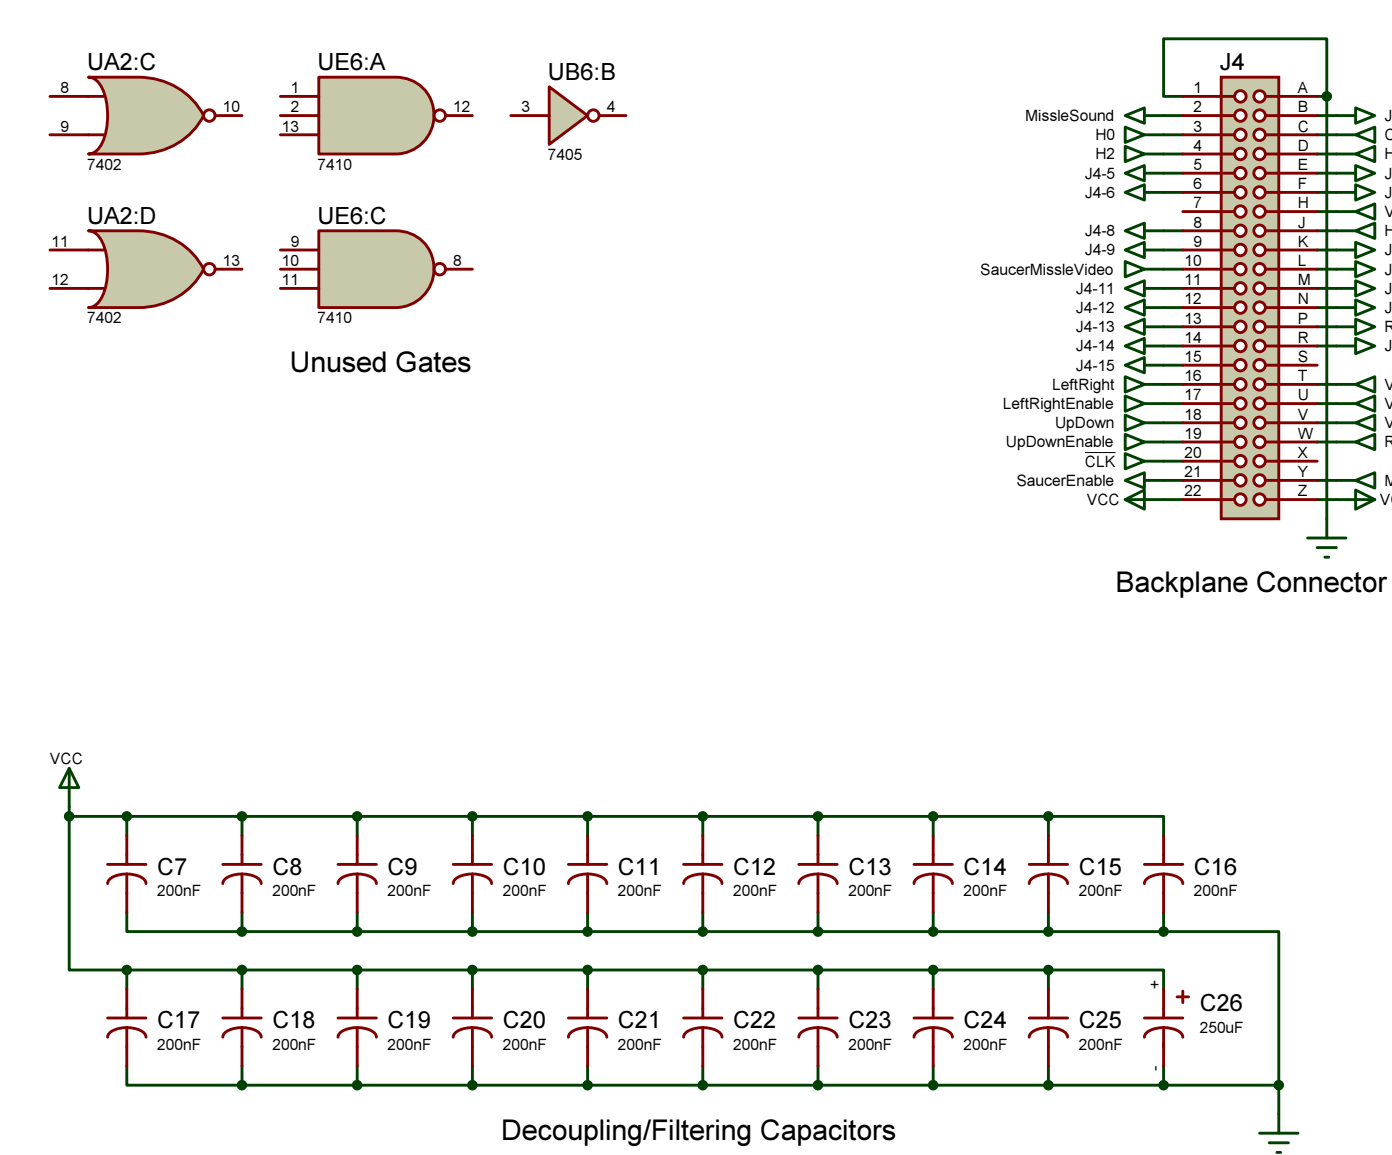 UA2:C
8
9
10
7402
UE6:A
1
2
13
12
7410
UB6:B
3
4
7405
UA2:D
11
12
13
7402
UE6:C
9
10
11
8
7410
Unused Gates
J4
1 A
MissleSound 2 B
H0 3 C
H2 4 D
J4-5 5 E
J4-6 6 F
7 H
J4-8 8 J
J4-9 9 K
SaucerMissleVideo 10 L
J4-11 11 M
J4-12 12 N
J4-13 13 P
J4-14 14 R
J4-15 15 S
LeftRight 16 T
LeftRightEnable 17 U
UpDown 18 V
UpDownEnable 19 W
CLK 20 X
SaucerEnable 21 Y
VCC 22 Z
Backplane Connector
VCC
C7 C8 C9 C10 C11 C12 C13 C14 C15 C16
200nF 200nF 200nF 200nF 200nF 200nF 200nF 200nF 200nF 200nF
C17 C18 C19 C20 C21 C22 C23 C24 C25 + + C26
200nF 200nF 200nF 200nF 200nF 200nF 200nF 200nF 200nF 250uF
-
Decoupling/Filtering Capacitors